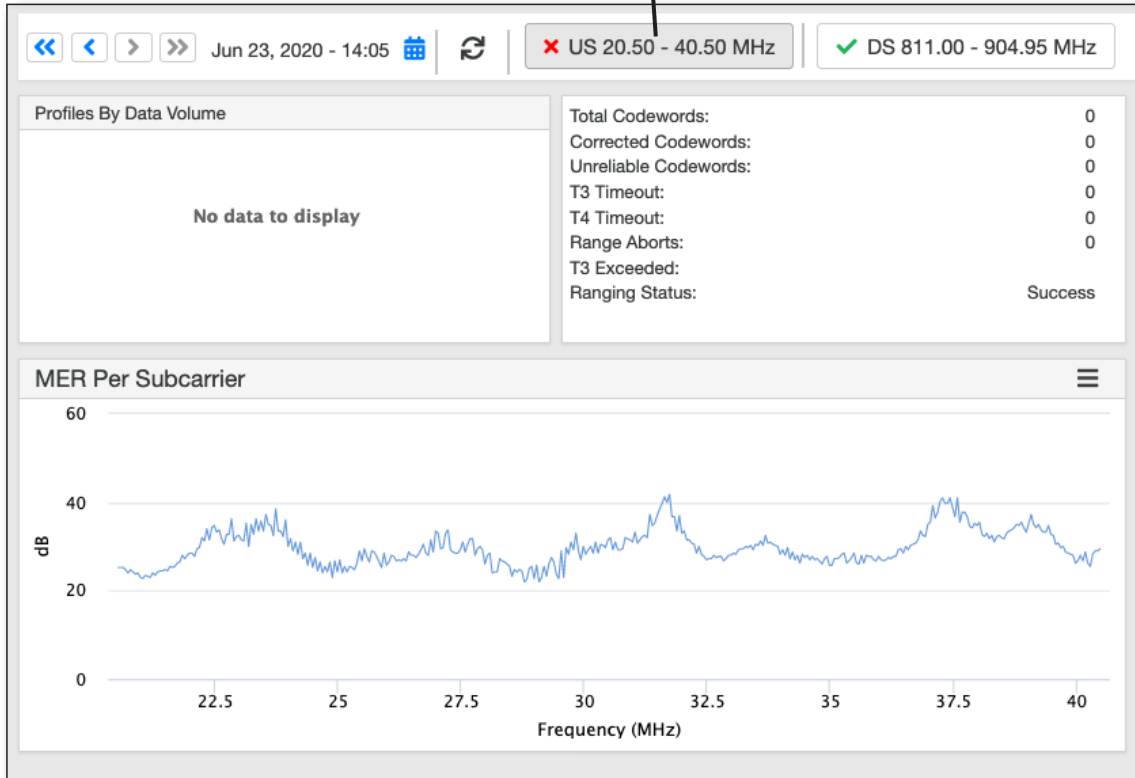 Jun 23, 2020 - 14:05 US 20.50 - 40.50 MHz DS 811.00 - 904.95 MHz
Profiles By Data Volume
No data to display
Total Codewords: 0
Corrected Codewords: 0
Unreliable Codewords: 0
T3 Timeout: 0
T4 Timeout: 0
Range Aborts: 0
T3 Exceeded:
Ranging Status: Success
MER Per Subcarrier
60
40
20
0
dB
22.5 25 27.5 30 32.5 35 37.5 40
Frequency (MHz)